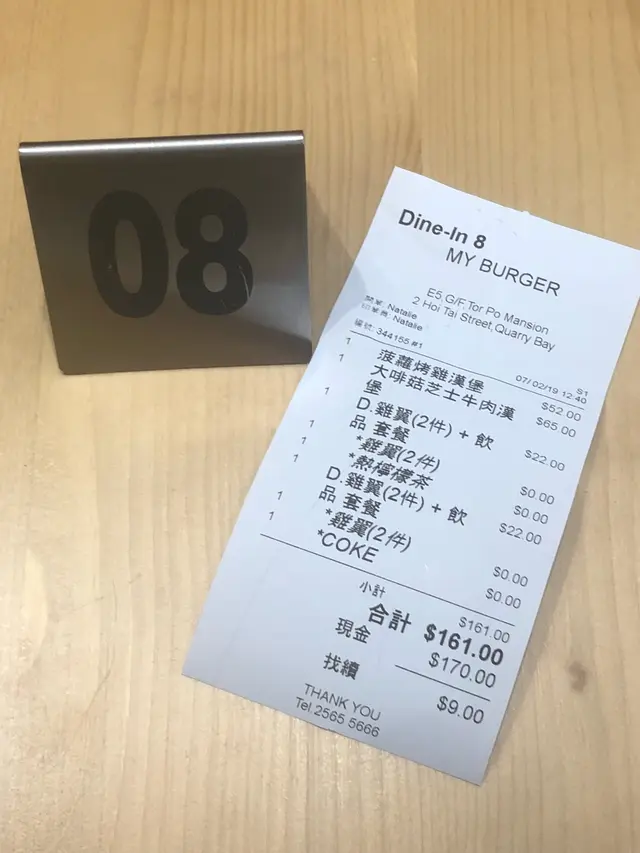 08
Dine-In 8
MY BURGER
E5,G/F,Tor Po Mansion
2 Hoi Tai Street,Quarry Bay
開單: Natalie
印單員: Natalie
編號: 344155 #1
S1
07/02/19 12:40
1 菠蘿烤雞漢堡 $52.00
1 大啡菇芝士牛肉漢 $65.00
堡
1 D.雞翼(2件) + 飲 $22.00
品 套餐
1 *雞翼(2件) $0.00
1 *熱檸檬茶 $0.00
1 D.雞翼(2件) + 飲 $22.00
品 套餐
1 *雞翼(2件) $0.00
1 *COKE $0.00
小計 $161.00
合計 $161.00
現金 $170.00
找續 $9.00
THANK YOU
Tel.2565 5666